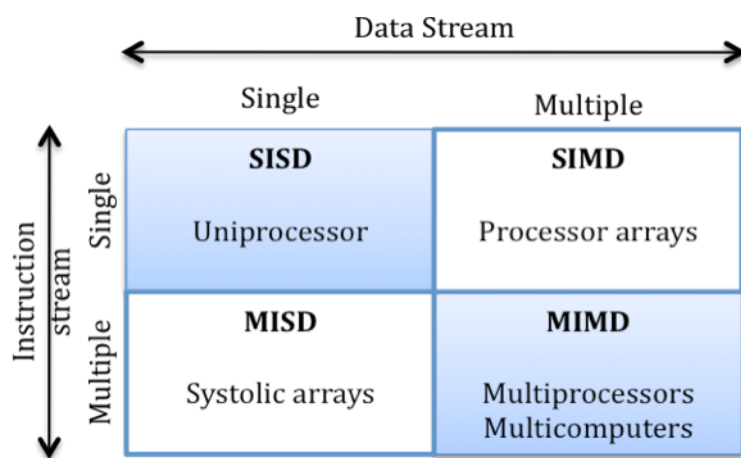 Data Stream
Single
Multiple
Instruction
stream
Single
SISD
Uniprocessor
SIMD
Processor arrays
Multiple
MISD
Systolic arrays
MIMD
Multiprocessors
Multicomputers